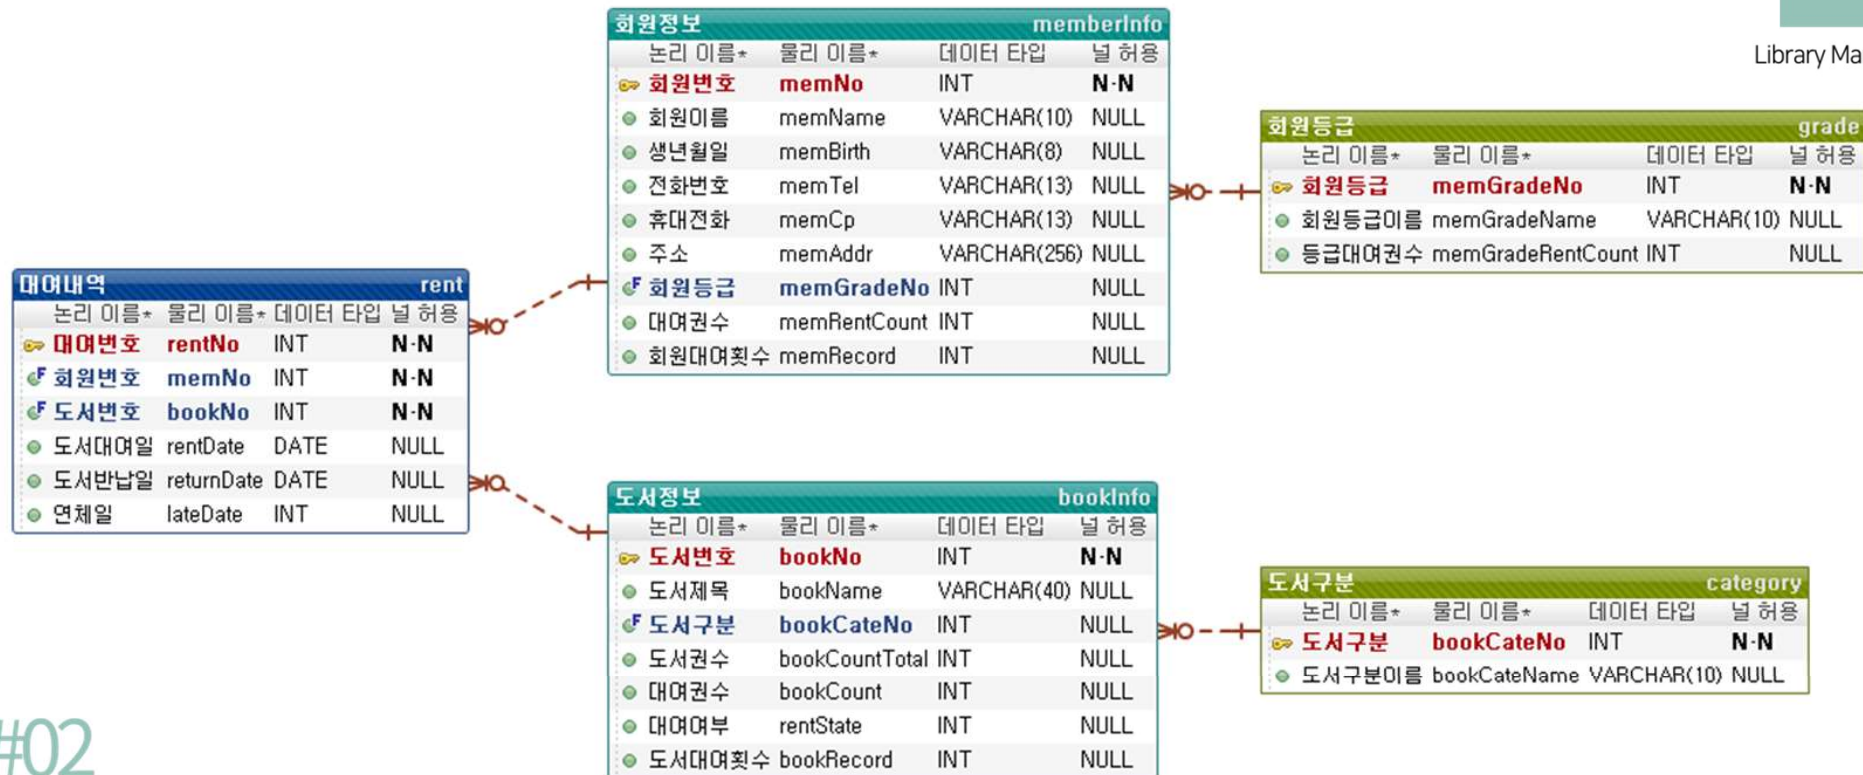 Library Ma
회원정보 memberInfo
논리 이름* 물리 이름* 데이터 타입 널 허용
회원번호 memNo INT N·N
회원이름 memName VARCHAR(10) NULL
생년월일 memBirth VARCHAR(8) NULL
전화번호 memTel VARCHAR(13) NULL
휴대전화 memCp VARCHAR(13) NULL
주소 memAddr VARCHAR(256) NULL
회원등급 memGradeNo INT NULL
대여권수 memRentCount INT NULL
회원대여횟수 memRecord INT NULL
회원등급 grade
논리 이름* 물리 이름* 데이터 타입 널 허용
회원등급 memGradeNo INT N·N
회원등급이름 memGradeName VARCHAR(10) NULL
등급대여권수 memGradeRentCount INT NULL
대여내역 rent
논리 이름* 물리 이름* 데이터 타입 널 허용
대여번호 rentNo INT N·N
회원번호 memNo INT N·N
도서번호 bookNo INT N·N
도서대여일 rentDate DATE NULL
도서반납일 returnDate DATE NULL
연체일 lateDate INT NULL
도서정보 bookInfo
논리 이름* 물리 이름* 데이터 타입 널 허용
도서번호 bookNo INT N·N
도서제목 bookName VARCHAR(40) NULL
도서구분 bookCateNo INT NULL
도서권수 bookCountTotal INT NULL
대여권수 bookCount INT NULL
대여여부 rentState INT NULL
도서대여횟수 bookRecord INT NULL
도서구분 category
논리 이름* 물리 이름* 데이터 타입 널 허용
도서구분 bookCateNo INT N·N
도서구분이름 bookCateName VARCHAR(10) NULL
#02